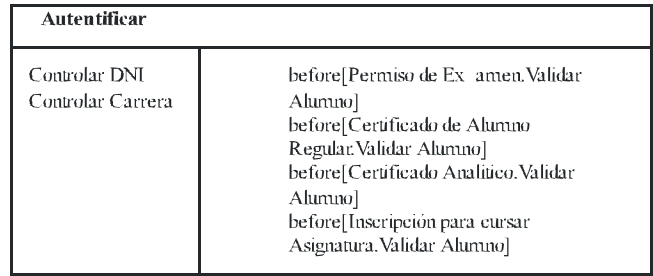 Autentificar
Controlar DNI
Controlar Carrera
before[Permiso de Ex amen.Validar
Alumno]
before[Certificado de Alumno
Regular.Validar Alumno]
before[Certificado Analítico.Validar
Alumno]
before[Inscripción para cursar
Asignatura.Validar Alumno]